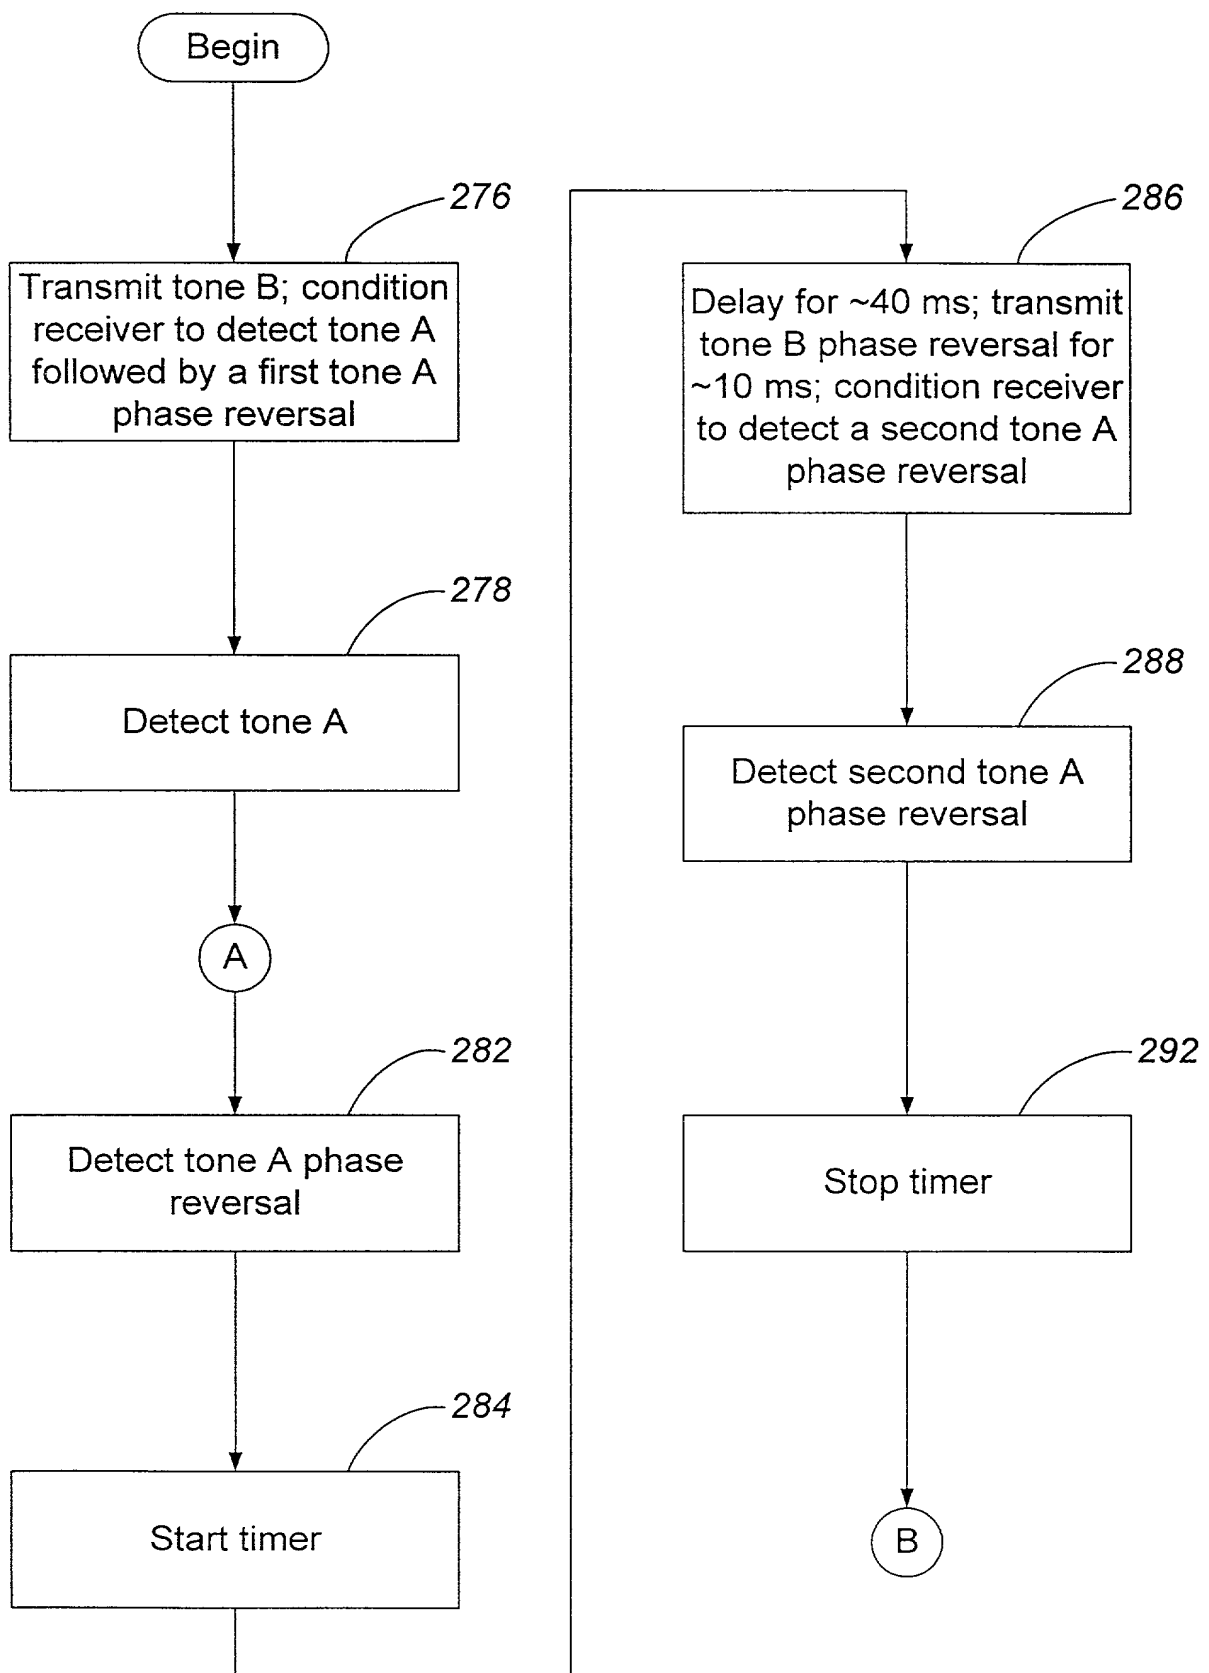 Begin
276
Transmit tone B; condition
receiver to detect tone A
followed by a first tone A
phase reversal
278
Detect tone A
A
282
Detect tone A phase
reversal
284
Start timer
286
Delay for ~40 ms; transmit
tone B phase reversal for
~10 ms; condition receiver
to detect a second tone A
phase reversal
288
Detect second tone A
phase reversal
292
Stop timer
B